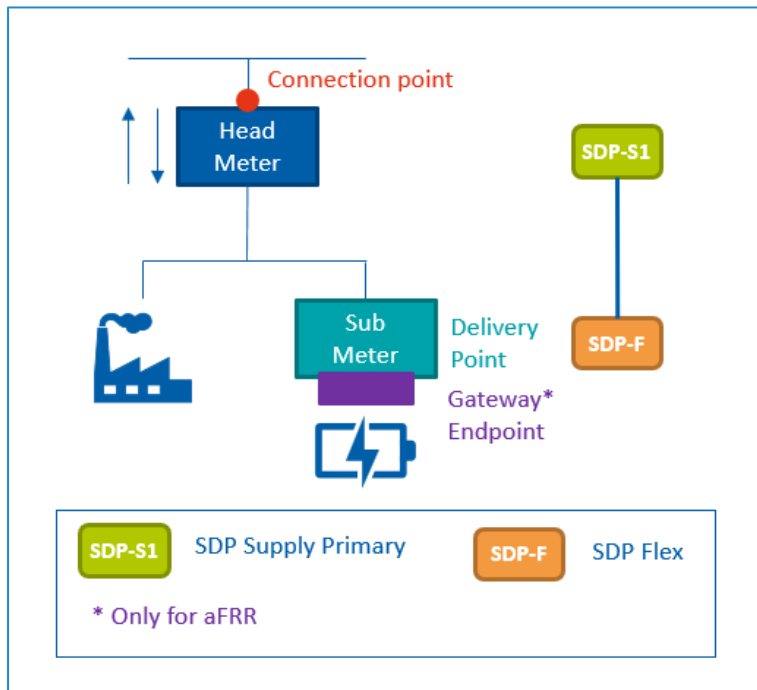 Connection point
Head
Meter
SDP-S1
Sub
Meter
Delivery
Point
SDP-F
Gateway*
Endpoint
SDP-S1
SDP Supply Primary
SDP-F
SDP Flex
* Only for aFRR